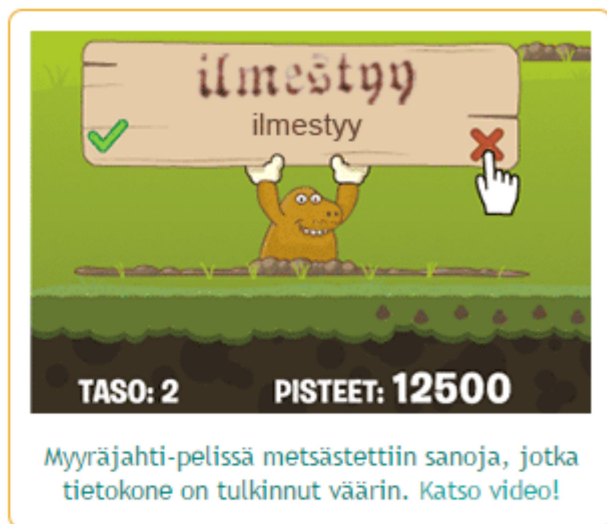 ilmestyy
ilmestyy
TASO: 2 PISTEET: 12500
Myyräjahti-pelissä metsästettiin sanoja, jotka
tietokone on tulkinnut väärin. Katso video!